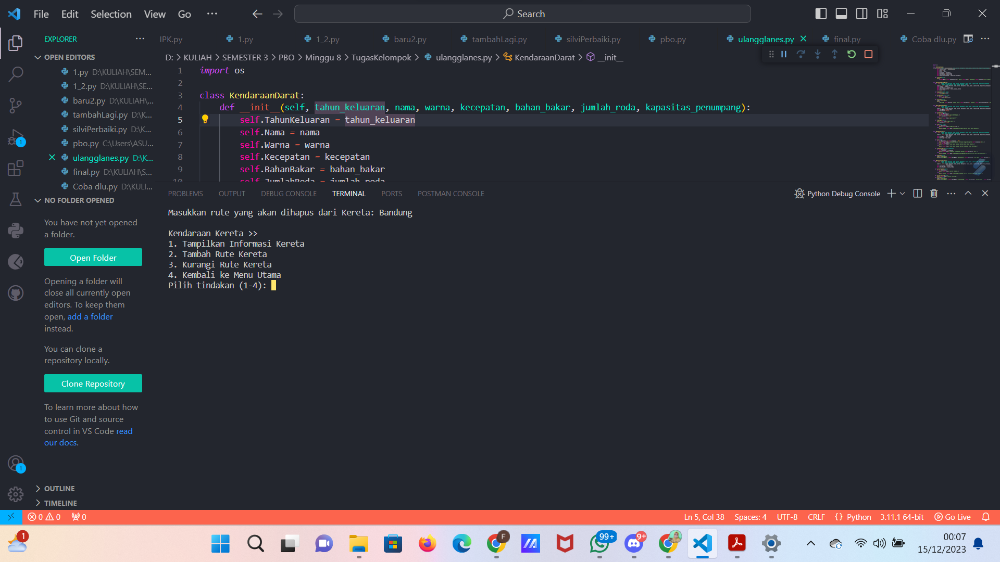 File Edit Selection View Go ···
Search
EXPLORER
OPEN EDITORS
1.py D:\KULIAH\SEM...
1_2.py D:\KULIAH\SE...
baru2.py D:\KULIAH\...
tambahLagi.py D:\K...
silviPerbaiki.py D:\K...
pbo.py C:\Users\ASU...
ulangglanes.py D:\K...
final.py D:\KULIAH\S...
Coba dlu.py D:\KULI...
NO FOLDER OPENED
You have not yet opened
a folder.
Open Folder
Opening a folder will
close all currently open
editors. To keep them
open, add a folder
instead.
You can clone a
repository locally.
Clone Repository
To learn more about how
to use Git and source
control in VS Code read
our docs.
OUTLINE
TIMELINE
1
1
IPK.py 1.py 1_2.py baru2.py tambahLagi.py silviPerbaiki.py pbo.py ulangglanes.py final.py Coba dlu.py
D: > KULIAH > SEMESTER 3 > PBO > Minggu 8 > TugasKelompok > ulangglanes.py > KendaraanDarat > __init__
1 import os
2
3 class KendaraanDarat:
4 def __init__(self, tahun_keluaran, nama, warna, kecepatan, bahan_bakar, jumlah_roda, kapasitas_penumpang):
5 self.TahunKeluaran = tahun_keluaran
6 self.Nama = nama
7 self.Warna = warna
8 self.Kecepatan = kecepatan
9 self.BahanBakar = bahan_bakar
10 self.JumlahRoda = jumlah_roda
PROBLEMS OUTPUT DEBUG CONSOLE TERMINAL PORTS POSTMAN CONSOLE
Python Debug Console
Masukkan rute yang akan dihapus dari Kereta: Bandung
Kendaraan Kereta >>
1. Tampilkan Informasi Kereta
2. Tambah Rute Kereta
3. Kurangi Rute Kereta
4. Kembali ke Menu Utama
Pilih tindakan (1-4):
0 0 0
Ln 5, Col 38 Spaces: 4 UTF-8 CRLF {} Python 3.11.1 64-bit Go Live
1
F
99+
9+
00:07
15/12/2023